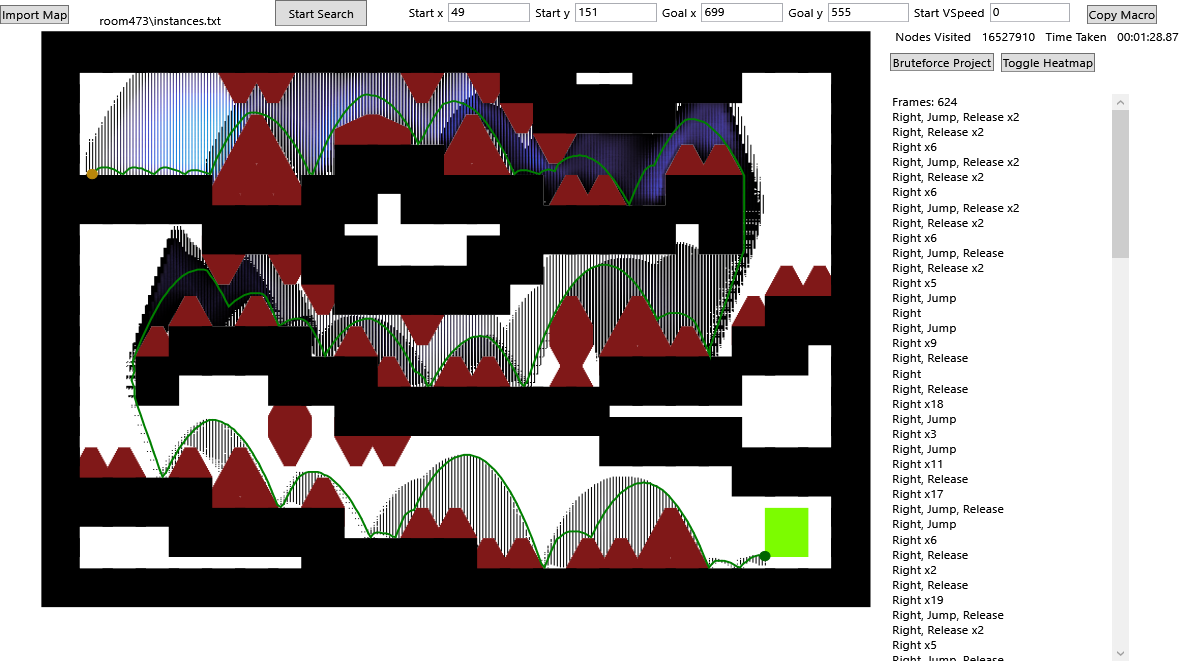 Import Map
room473\instances.txt
Start Search
Start x 49 Start y 151 Goal x 699 Goal y 555 Start VSpeed 0
Copy Macro
Nodes Visited 16527910 Time Taken 00:01:28.87
Bruteforce Project Toggle Heatmap
Frames: 624
Right, Jump, Release x2
Right, Release x2
Right x6
Right, Jump, Release x2
Right, Release x2
Right x6
Right, Jump, Release x2
Right, Release x2
Right x6
Right, Jump, Release
Right, Release x2
Right x5
Right, Jump
Right
Right, Jump
Right x9
Right, Release
Right
Right, Release
Right x18
Right, Jump
Right x3
Right, Jump
Right x11
Right, Release
Right x17
Right, Jump, Release
Right, Jump
Right x6
Right, Release
Right x2
Right, Release
Right x19
Right, Jump, Release
Right, Release x2
Right x5
Right, Jump, Release